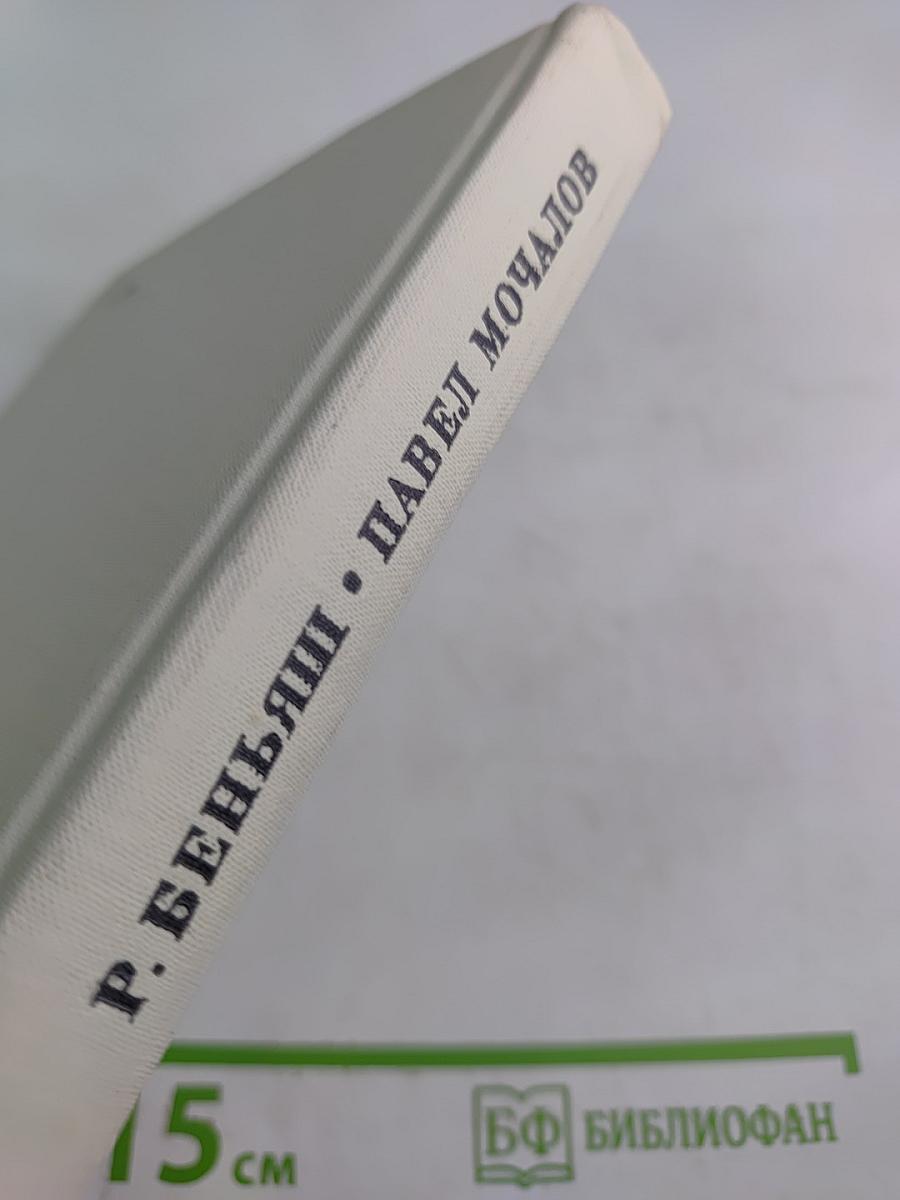 Р. БЕНЬЯШ • ПАВЕЛ МОЧАЛОВ
15 см
БФ БИБЛИОФАН